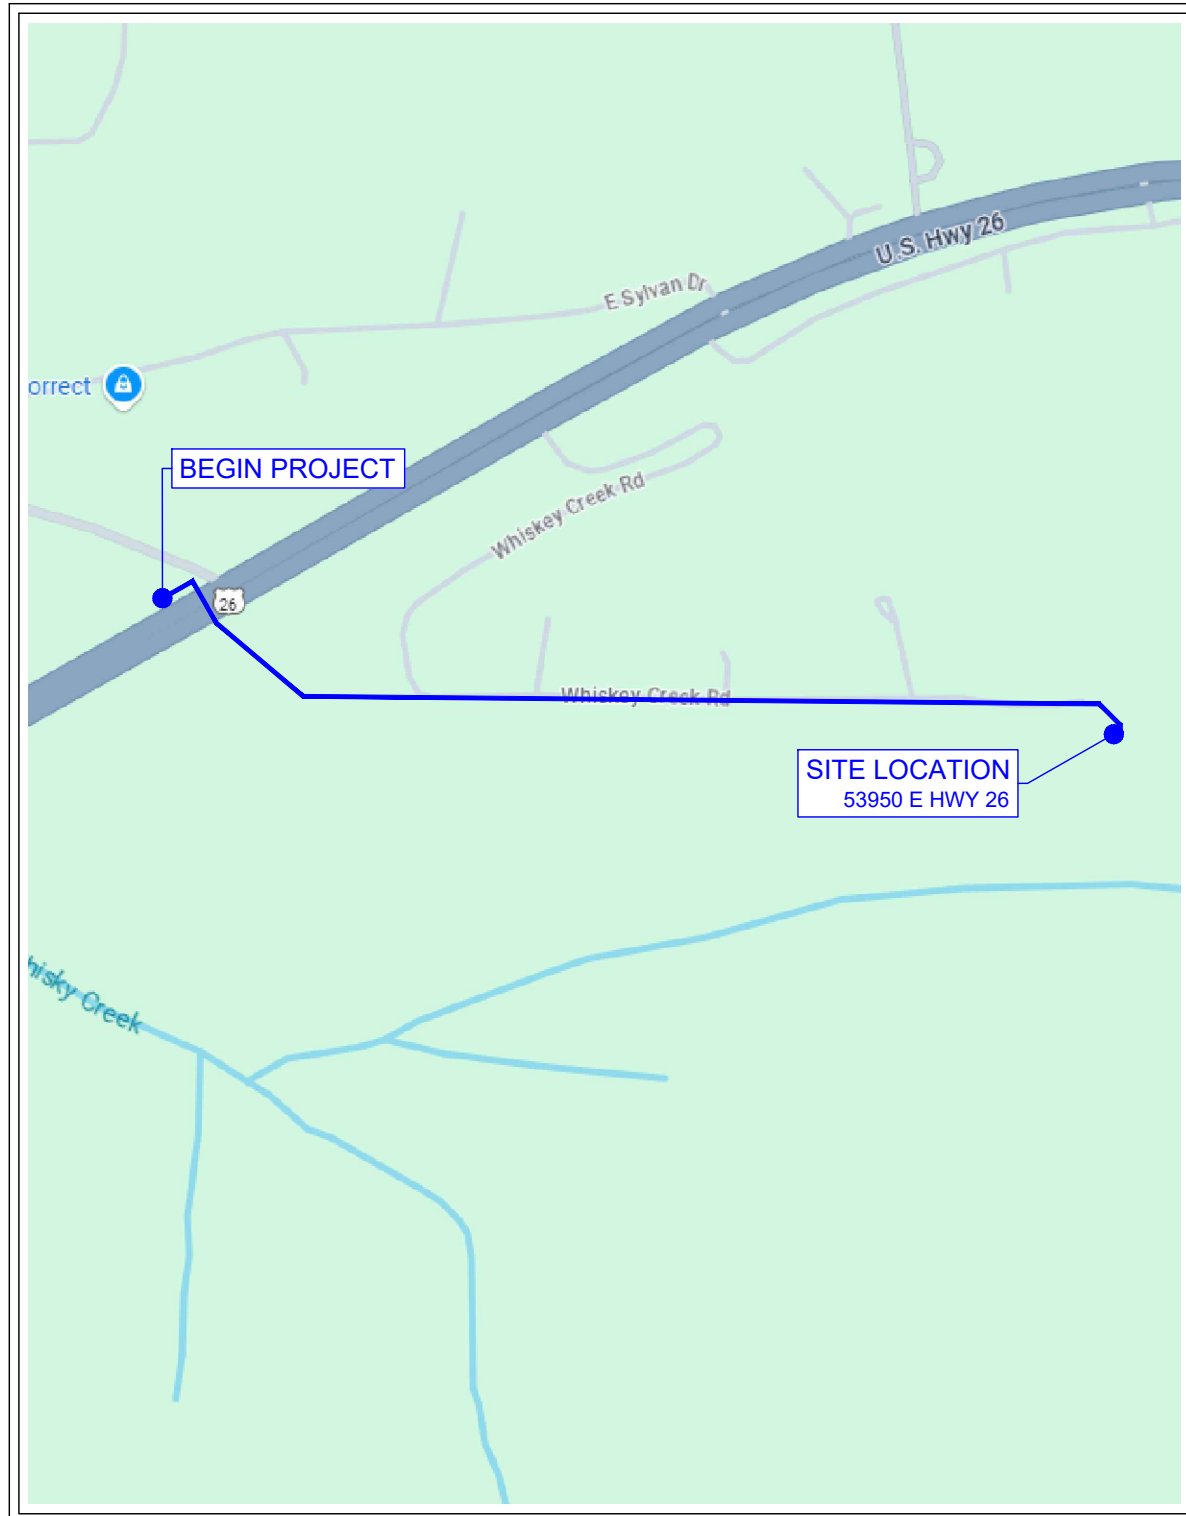 U.S. Hwy 26
E Sylvan Dr
orrect
BEGIN PROJECT
Whiskey Creek Rd
26
Whiskey Creek Rd
SITE LOCATION
53950 E HWY 26
hisky Creek